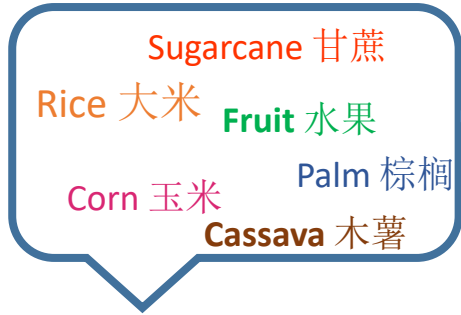 Sugarcane 甘蔗
Rice 大米
Fruit 水果
Palm 棕榈
Corn 玉米
Cassava 木薯